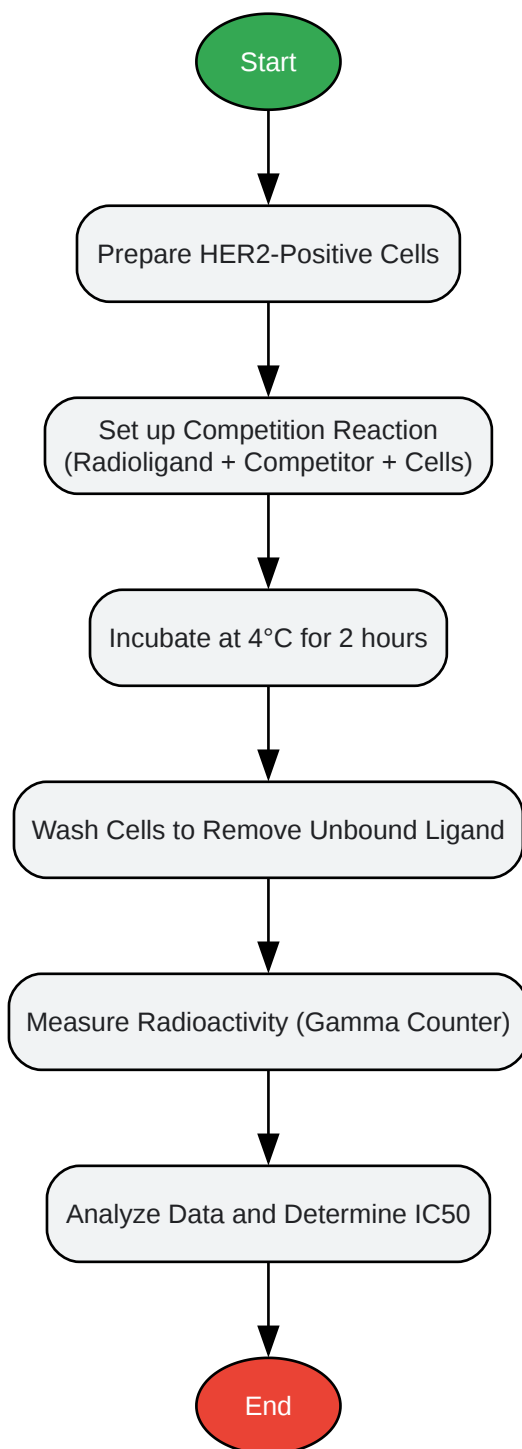 Start
Prepare HER2-Positive Cells
Set up Competition Reaction
(Radioligand + Competitor + Cells)
Incubate at 4°C for 2 hours
Wash Cells to Remove Unbound Ligand
Measure Radioactivity (Gamma Counter)
Analyze Data and Determine IC50
End